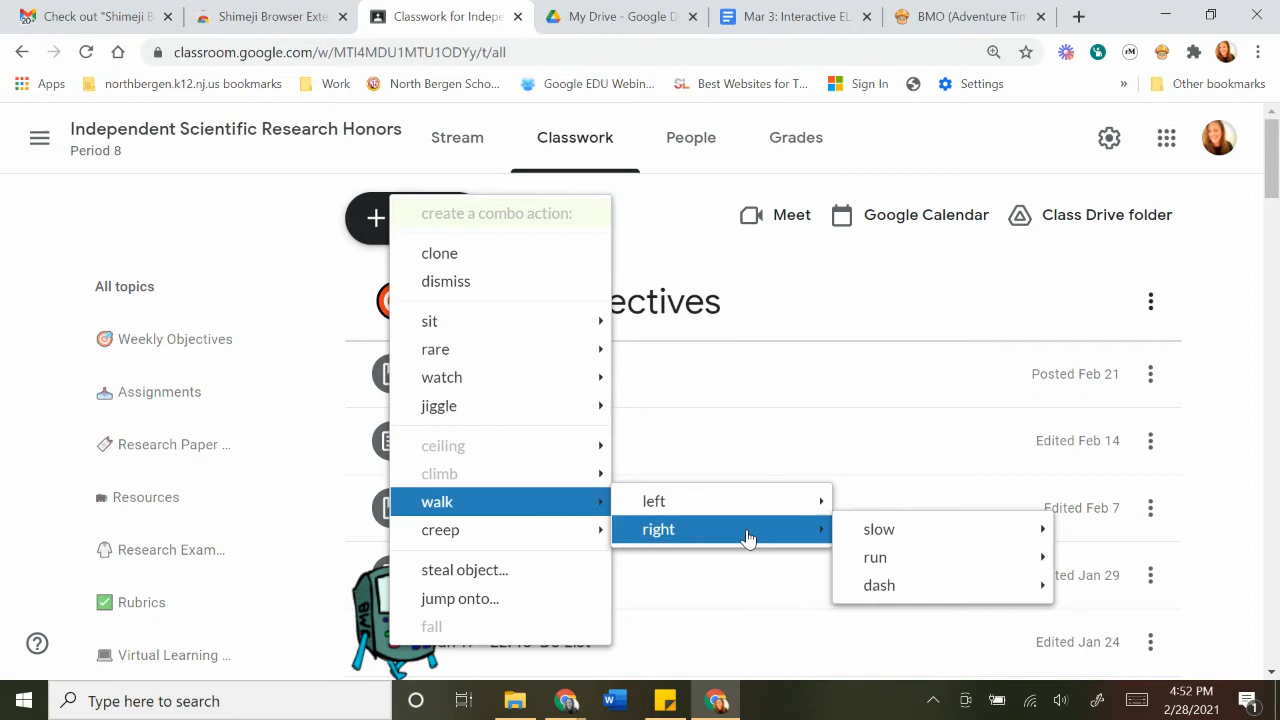 Check out "Shimeji B
Shimeji Browser Exte
Classwork for Indepe
My Drive - Google D
Mar 3: Interactive EL
BMO (Adventure Tim
classroom.google.com/w/MTI4MDU1MTU1ODYy/t/all
Apps
northbergen.k12.nj.us bookmarks
Work
North Bergen Scho...
Google EDU Webin...
Best Websites for T...
Sign In
Settings
»
Other bookmarks
Independent Scientific Research Honors
Period 8
Stream
Classwork
People
Grades
Meet
Google Calendar
Class Drive folder
create a combo action:
clone
dismiss
sit
rare
watch
jiggle
ceiling
climb
walk
creep
steal object...
jump onto...
fall
left
right
slow
run
dash
All topics
Weekly Objectives
Assignments
Research Paper ...
Resources
Research Exam...
Rubrics
Virtual Learning ...
ectives
Posted Feb 21
Edited Feb 14
Edited Feb 7
ted Jan 29
Edited Jan 24
Type here to search
4:52 PM
2/28/2021
1